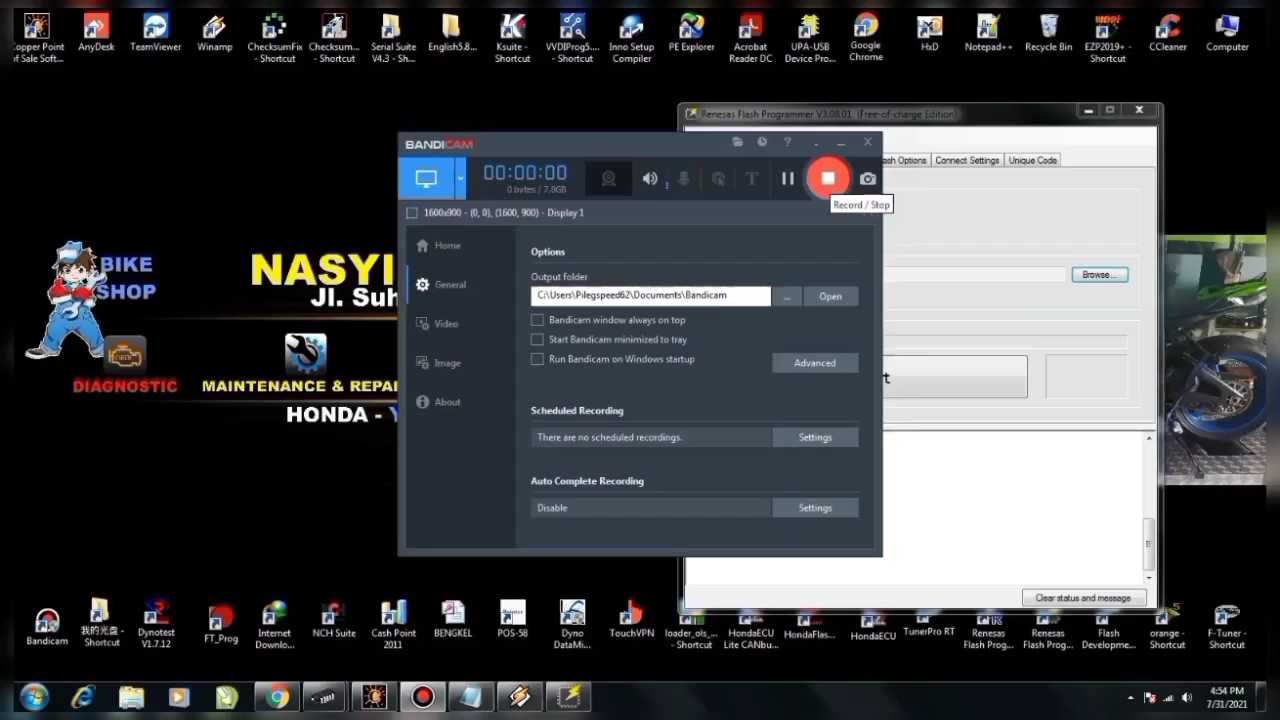 Copper Point
of Sale Soft...
AnyDesk
TeamViewer
Winamp
ChecksumFix
- Shortcut
Checksum...
- Shortcut
Serial Suite
V4.3 - Sh...
English5.8...
Ksuite -
Shortcut
VVDIProg5....
- Shortcut
Inno Setup
Compiler
PE Explorer
Acrobat
Reader DC
UPA-USB
Device Pro...
Google
Chrome
HxD
Notepad++
Recycle Bin
EZP2019+ -
Shortcut
CCleaner
Computer
Renesas Flash Programmer V3.08.01 (Free-of-charge Edition)
ash Options
Connect Settings
Unique Code
Browse...
t
Clear status and message
BANDICAM
00:00:00
0 bytes / 7.8GB
Record / Stop
1600x900 - (0, 0), (1600, 900) - Display 1
Home
General
Video
Image
About
Options
Output folder
C:\Users\Pilegspeed62\Documents\Bandicam
...
Open
Bandicam window always on top
Start Bandicam minimized to tray
Run Bandicam on Windows startup
Advanced
Scheduled Recording
There are no scheduled recordings.
Settings
Auto Complete Recording
Disable
Settings
BIKE
SHOP
NASYI
Jl. Suh
DIAGNOSTIC
MAINTENANCE & REPA
HONDA - Y
Bandicam
我的光盘 -
Shortcut
Dynotest
V1.7.12
FT_Prog
Internet
Downlo...
NCH Suite
Cash Point
2011
BENGKEL
POS-58
Dyno
DataMi...
TouchVPN
loader_ols_...
- Shortcut
HondaECU
Lite CANbu...
HondaFlas...
HondaECU
TunerPro RT
Renesas
Flash Prog...
Renesas
Flash Prog...
Flash
Developme...
orange -
Shortcut
F-Tuner -
Shortcut
4:54 PM
7/31/2021